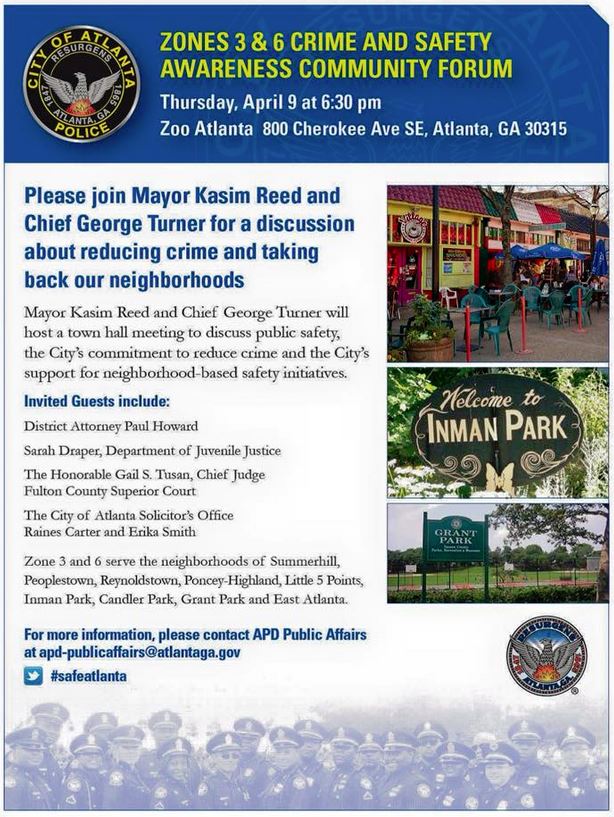 CITY OF ATLANTA
RESURGENS
1847 1865
ATLANTA, GA.
POLICE
ZONES 3 & 6 CRIME AND SAFETY
AWARENESS COMMUNITY FORUM
Thursday, April 9 at 6:30 pm
Zoo Atlanta 800 Cherokee Ave SE, Atlanta, GA 30315
Please join Mayor Kasim Reed and
Chief George Turner for a discussion
about reducing crime and taking
back our neighborhoods
Mayor Kasim Reed and Chief George Turner will
host a town hall meeting to discuss public safety,
the City's commitment to reduce crime and the City's
support for neighborhood-based safety initiatives.
Invited Guests include:
District Attorney Paul Howard
Sarah Draper, Department of Juvenile Justice
The Honorable Gail S. Tusan, Chief Judge
Fulton County Superior Court
The City of Atlanta Solicitor's Office
Raines Carter and Erika Smith
Zone 3 and 6 serve the neighborhoods of Summerhill,
Peoplestown, Reynoldstown, Poncey-Highland, Little 5 Points,
Inman Park, Candler Park, Grant Park and East Atlanta.
For more information, please contact APD Public Affairs
at apd-publicaffairs@atlantaga.gov
#safeatlanta
Welcome to
INMAN PARK
GRANT
PARK
RESURGENS
ATLANTA, GA.
®